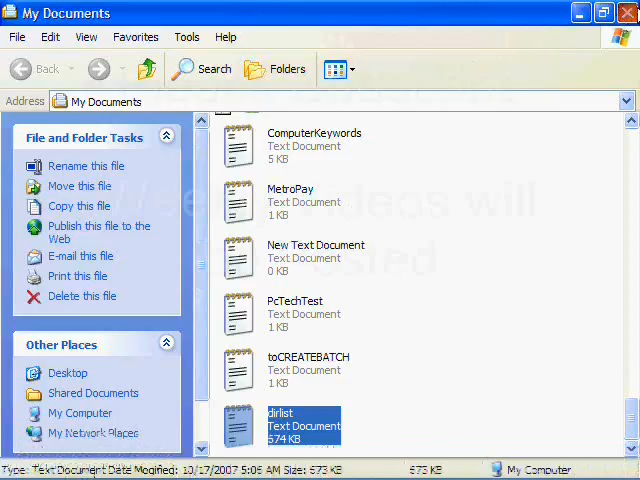 My Documents
File Edit View Favorites Tools Help
Back Search Folders
Address My Documents
File and Folder Tasks
Rename this file
Move this file
Copy this file
Publish this file to the
Web
E-mail this file
Print this file
Delete this file
Other Places
Desktop
Shared Documents
My Computer
My Network Places
ComputerKeywords
Text Document
5 KB
MetroPay
Text Document
1 KB
New Text Document
Text Document
0 KB
PcTechTest
Text Document
1 KB
toCREATEBATCH
Text Document
1 KB
dirlist
Text Document
674 KB
videos will
Type: Text Document Date Modified: 10/17/2007 5:06 AM Size: 673 KB 673 KB My Computer